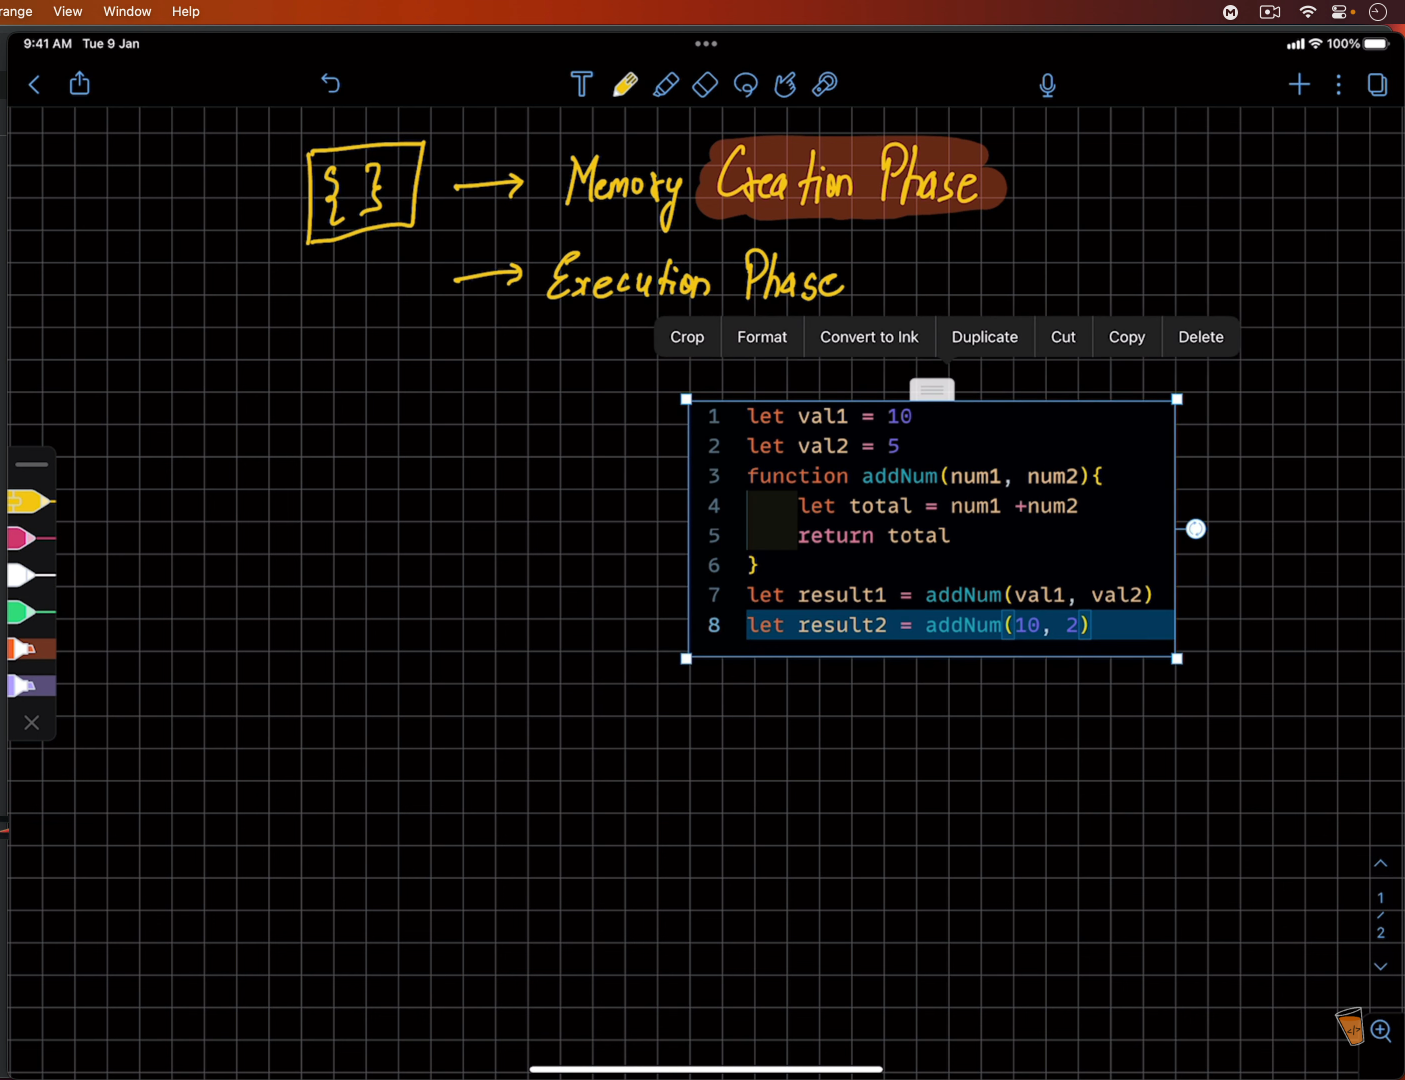 range View Window Help
9:41 AM Tue 9 Jan
100%
{ } → Memory Creation Phase
→ Execution Phase
Crop Format Convert to Ink Duplicate Cut Copy Delete
1 let val1 = 10
2 let val2 = 5
3 function addNum(num1, num2){
4 let total = num1 +num2
5 return total
6 }
7 let result1 = addNum(val1, val2)
8 let result2 = addNum(10, 2)
1
/
2